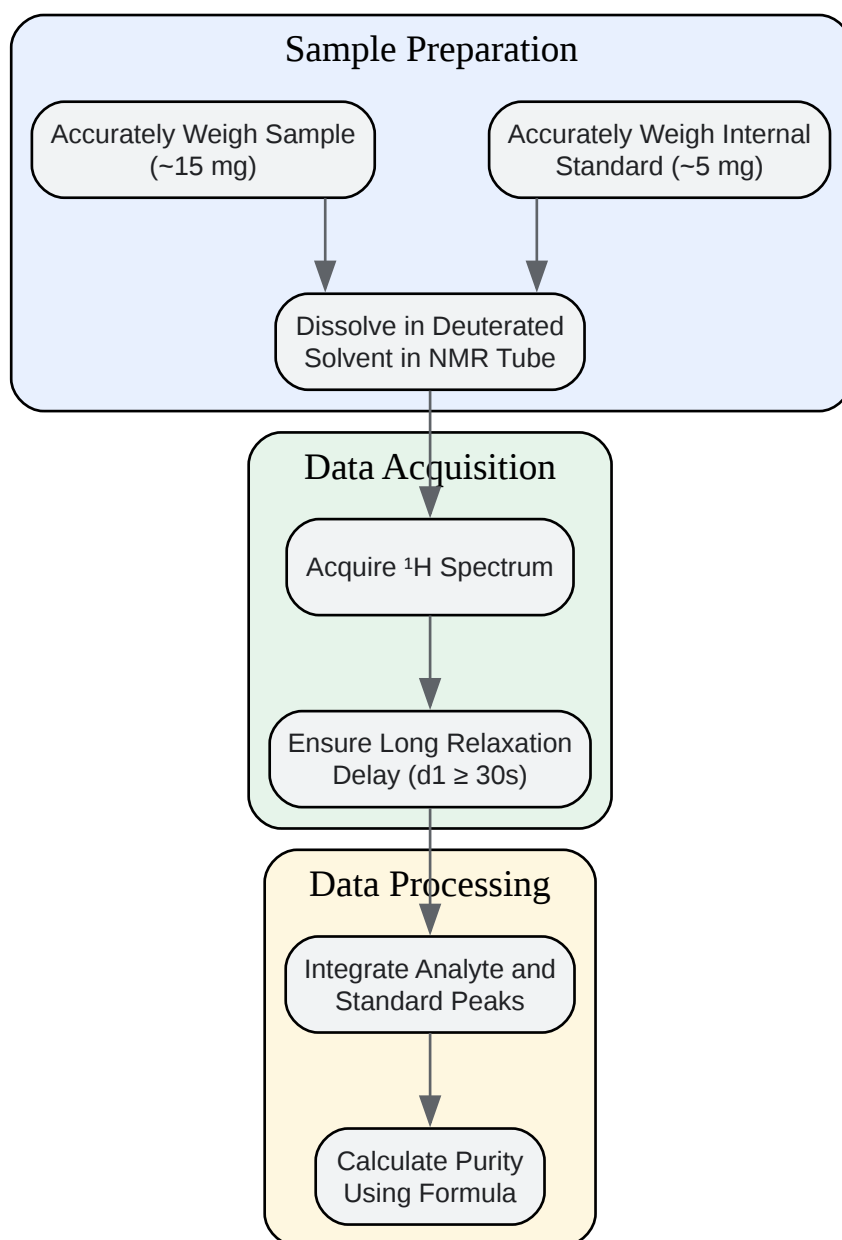 Sample Preparation
Accurately Weigh Sample
(~15 mg)
Accurately Weigh Internal
Standard (~5 mg)
Dissolve in Deuterated
Solvent in NMR Tube
Data Acquisition
Acquire ¹H Spectrum
Ensure Long Relaxation
Delay (d1 ≥ 30s)
Data Processing
Integrate Analyte and
Standard Peaks
Calculate Purity
Using Formula